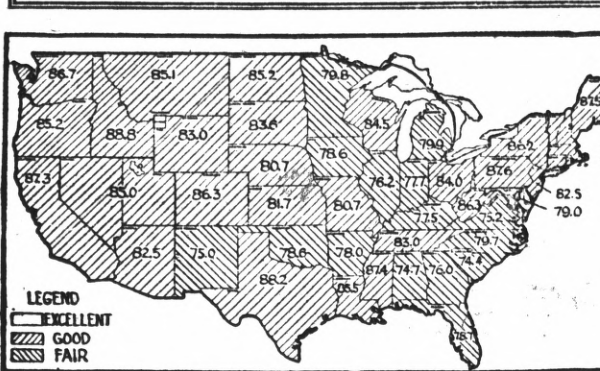 86.7 85.1 85.2 79.8 87.5
85.2 88.8 83.0 83.8 84.5 79.9 86.2
87.3 85.0 80.7 78.6 76.2 77.7 84.0 87.6
86.3 81.7 80.7 77.5 86.3 75.2 82.5
79.0
82.5 75.0 78.8 78.0 83.0 79.7
74.4
88.2 87.4 74.7 76.0
LEGEND
EXCELLENT
GOOD
FAIR